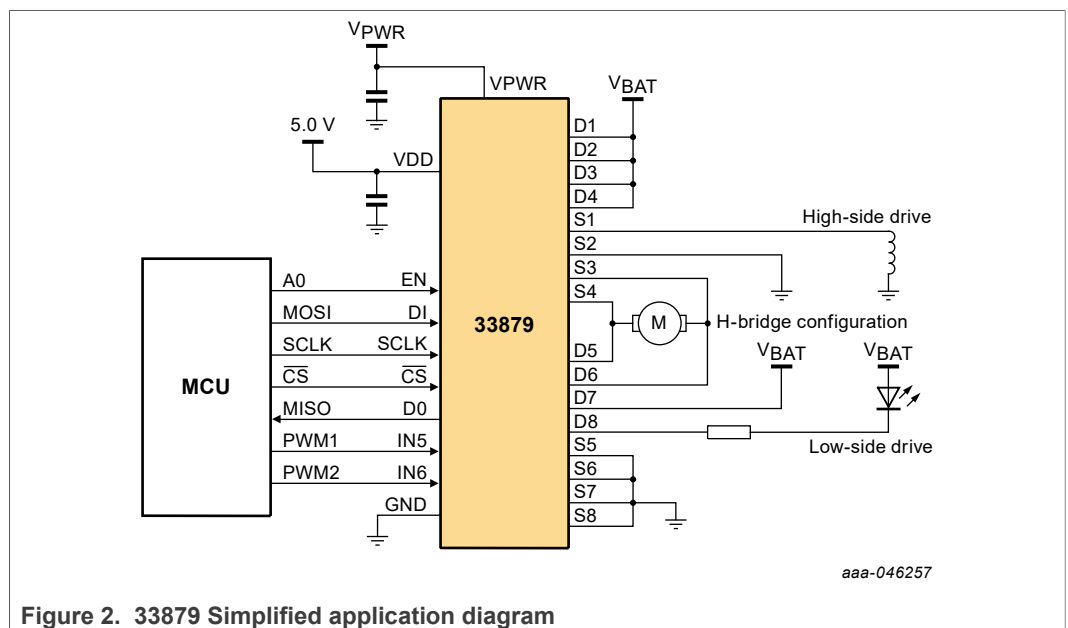 VPWR
VPWR
VBAT
5.0 V
VDD
D1
D2
D3
D4
S1
High-side drive
S2
S3
S4
A0 EN
MOSI DI
SCLK SCLK
CS CS
MISO D0
PWM1 IN5
PWM2 IN6
GND
MCU
33879
M
H-bridge configuration
D5
D6
D7
D8
VBAT
VBAT
Low-side drive
S5
S6
S7
S8
aaa-046257
Figure 2. 33879 Simplified application diagram